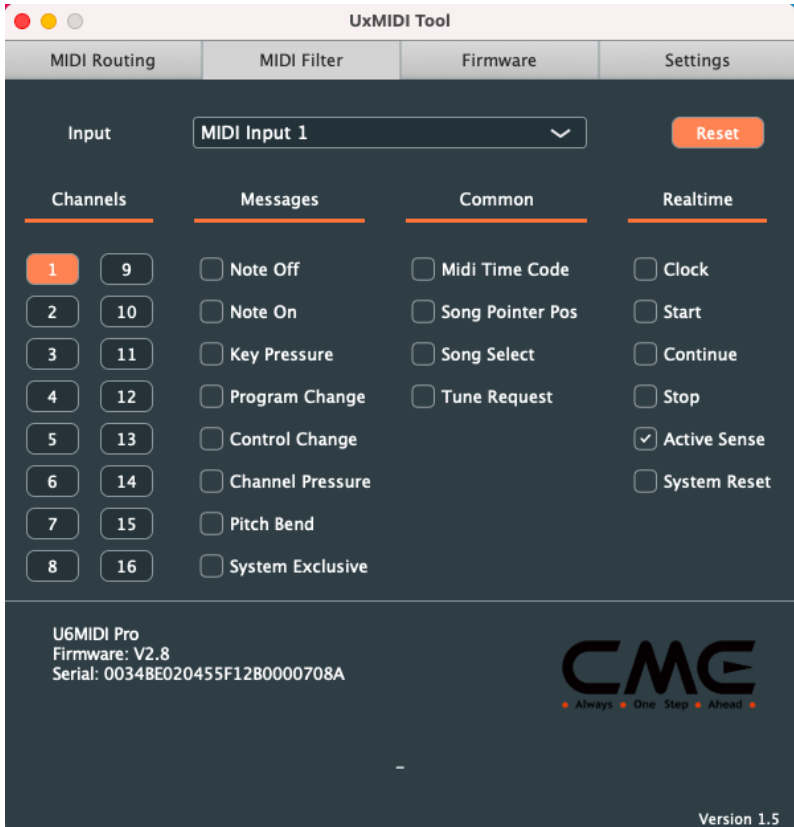 UxMIDI Tool
MIDI Routing MIDI Filter Firmware Settings
Input MIDI Input 1 Reset
Channels Messages Common Realtime
1 9 Note Off Midi Time Code Clock
2 10 Note On Song Pointer Pos Start
3 11 Key Pressure Song Select Continue
4 12 Program Change Tune Request Stop
5 13 Control Change Active Sense
6 14 Channel Pressure System Reset
7 15 Pitch Bend
8 16 System Exclusive
U6MIDI Pro
Firmware: V2.8
Serial: 0034BE020455F12B0000708A
CME
• Always • One Step • Ahead •
–
Version 1.5